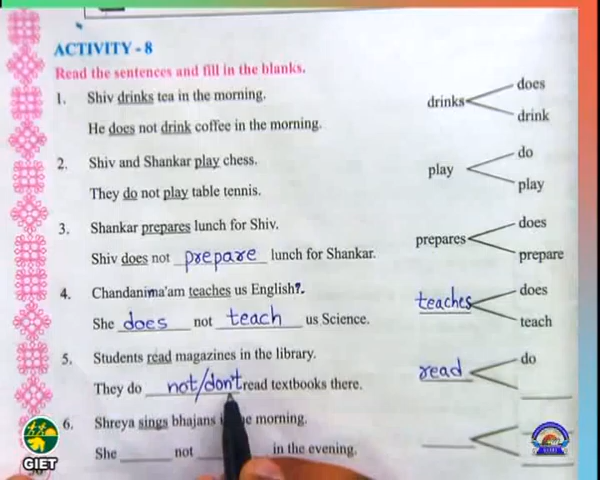 ACTIVITY - 8
Read the sentences and fill in the blanks.
1. Shiv drinks tea in the morning.
He does not drink coffee in the morning.
drinks does
drink
2. Shiv and Shankar play chess.
They do not play table tennis.
play do
play
3. Shankar prepares lunch for Shiv.
Shiv does not prepare lunch for Shankar.
prepares does
prepare
4. Chandanima'am teaches us English?.
She does not teach us Science.
teaches does
teach
5. Students read magazines in the library.
They do not/don't read textbooks there.
read do
6. Shreya sings bhajans morning.
She ______ not ______ in the evening.
GIET